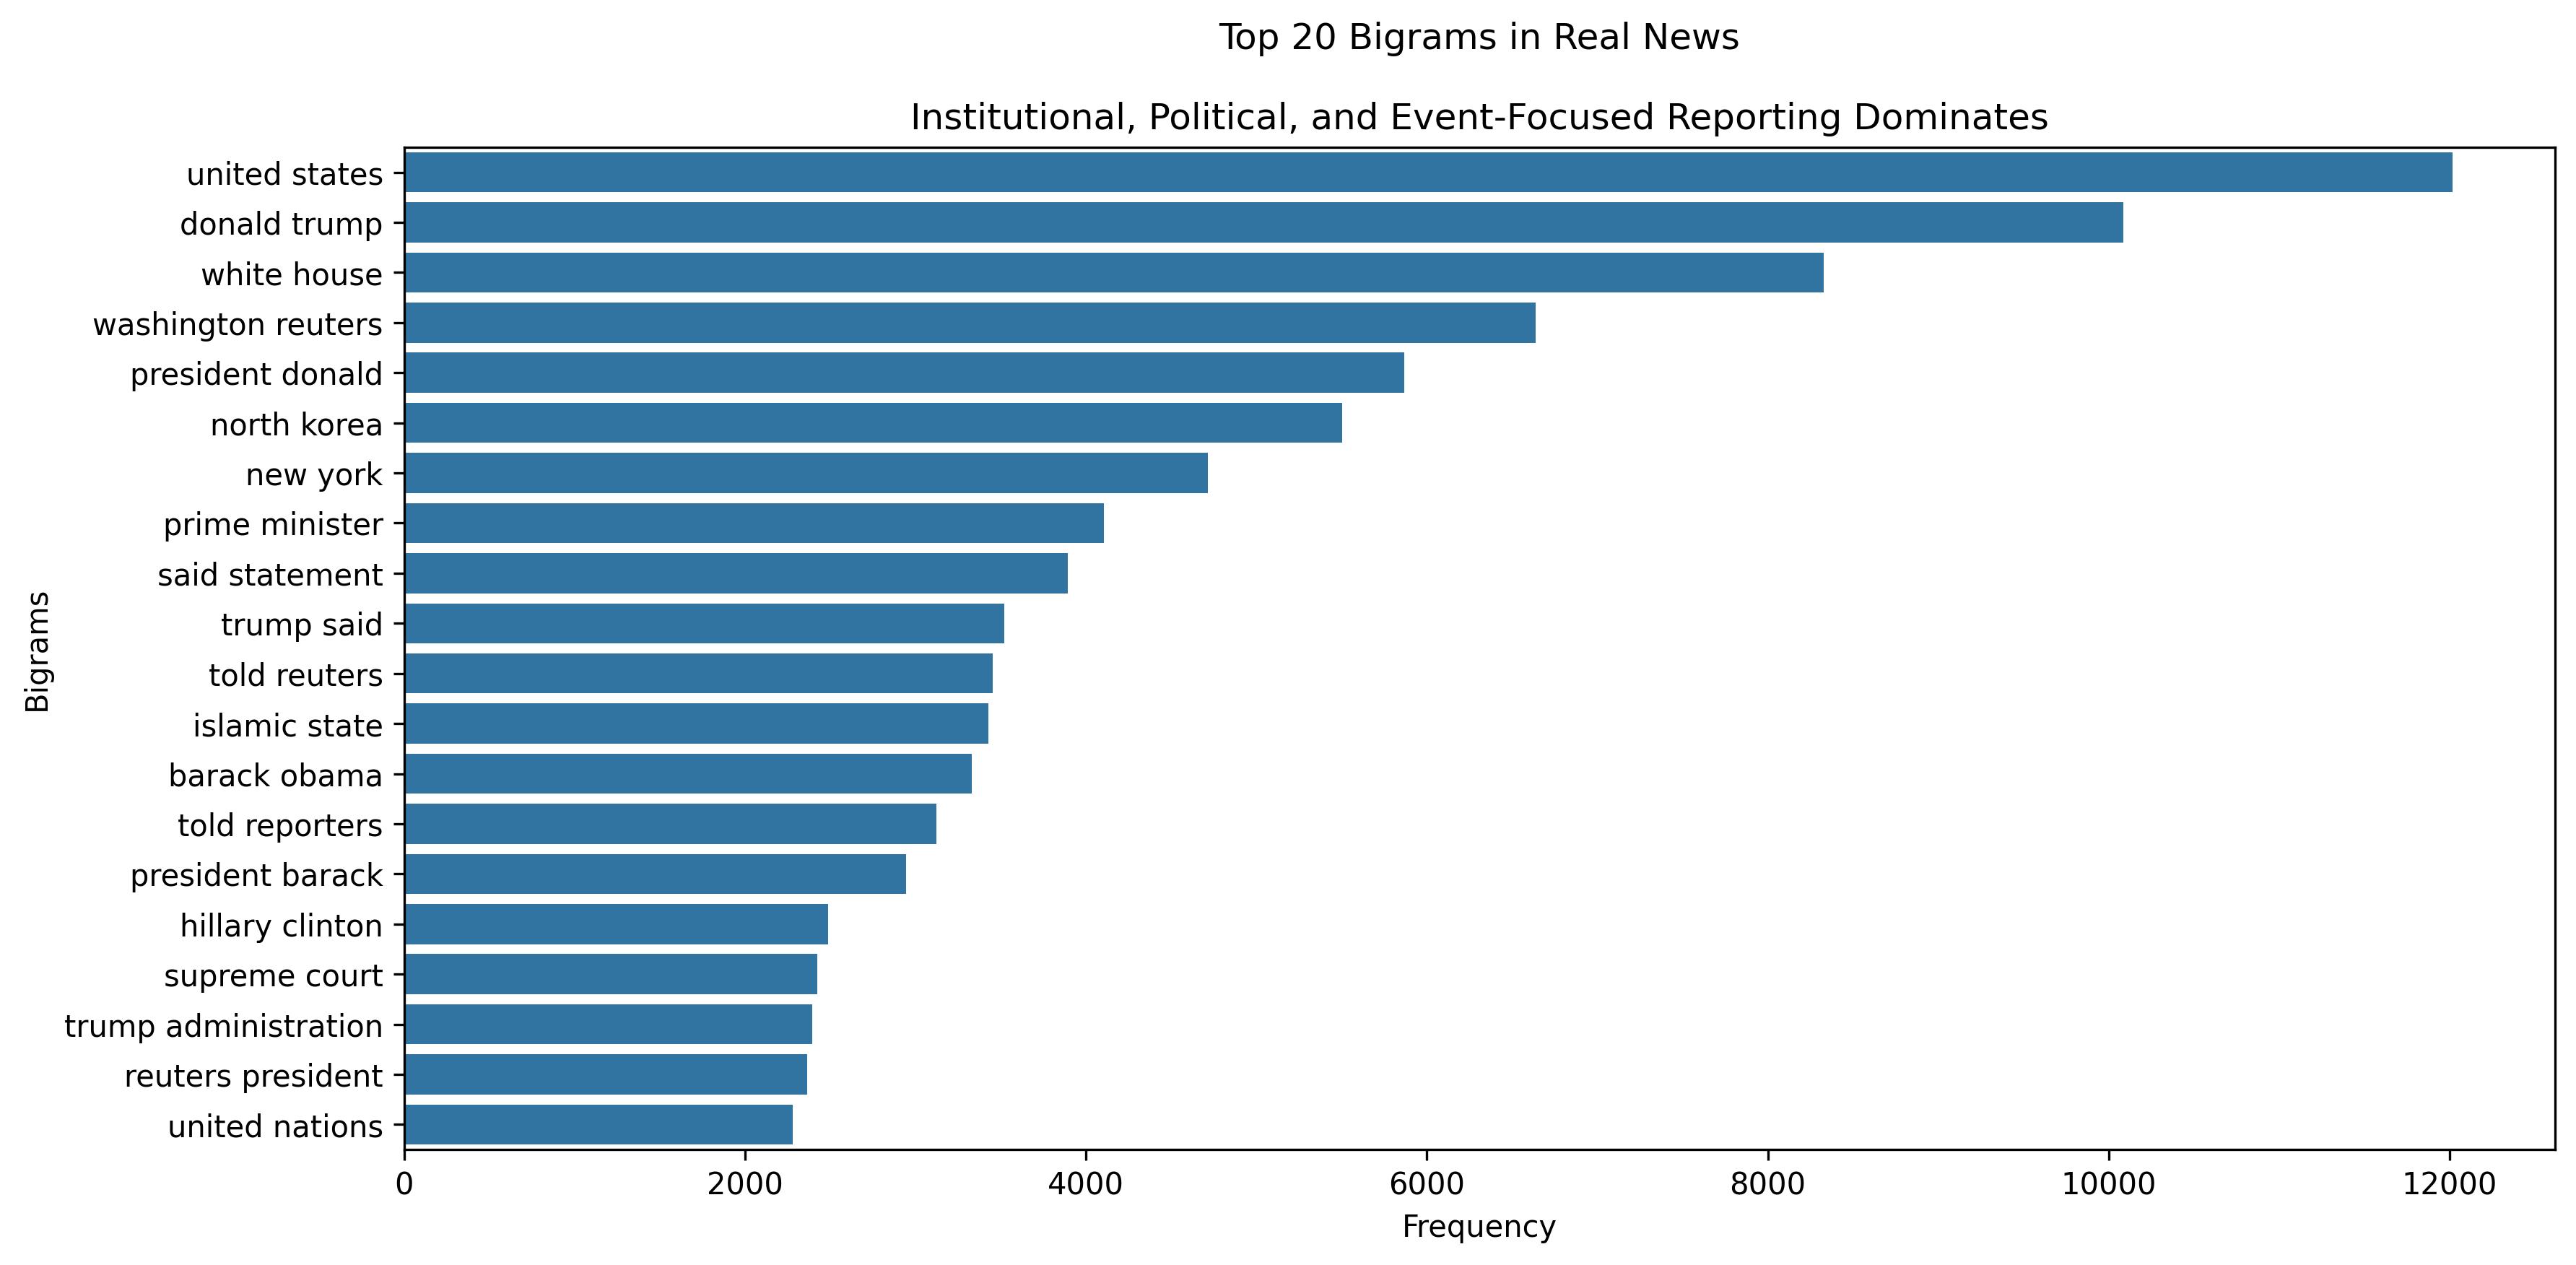 Top 20 Bigrams in Real News
Institutional, Political, and Event-Focused Reporting Dominates
united states
donald trump
white house
washington reuters
president donald
north korea
new york
prime minister
said statement
trump said
told reuters
islamic state
barack obama
told reporters
president barack
hillary clinton
supreme court
trump administration
reuters president
united nations
Bigrams
0 2000 4000 6000 8000 10000 12000
Frequency